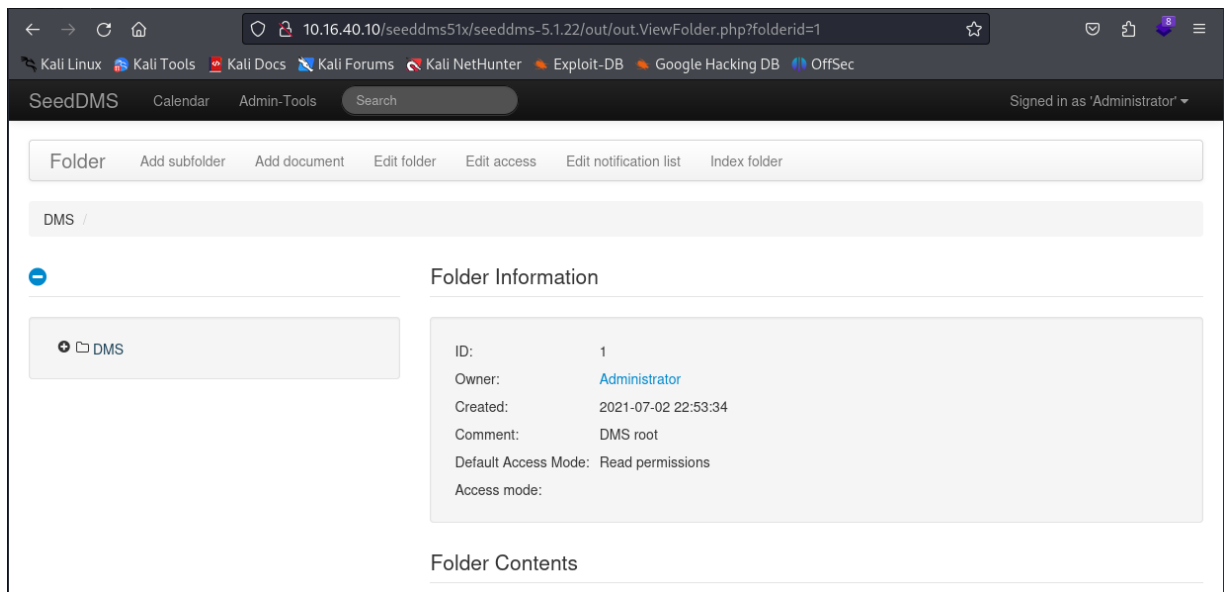 10.16.40.10/seeddms51x/seeddms-5.1.22/out/out.ViewFolder.php?folderid=1
8
Kali Linux Kali Tools Kali Docs Kali Forums Kali NetHunter Exploit-DB Google Hacking DB OffSec
SeedDMS Calendar Admin-Tools Search Signed in as 'Administrator'
Folder Add subfolder Add document Edit folder Edit access Edit notification list Index folder
DMS /
Folder Information
DMS
ID: 1
Owner: Administrator
Created: 2021-07-02 22:53:34
Comment: DMS root
Default Access Mode: Read permissions
Access mode:
Folder Contents